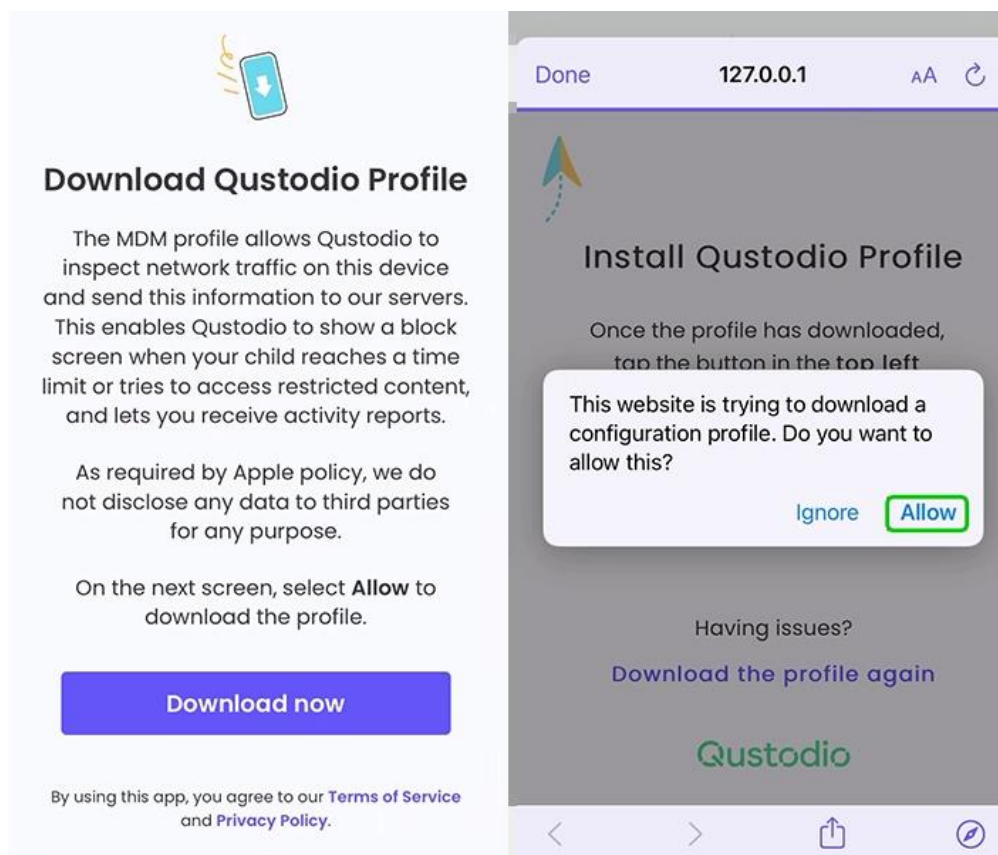 Download Qustodio Profile
The MDM profile allows Qustodio to
inspect network traffic on this device
and send this information to our servers.
This enables Qustodio to show a block
screen when your child reaches a time
limit or tries to access restricted content,
and lets you receive activity reports.
As required by Apple policy, we do
not disclose any data to third parties
for any purpose.
On the next screen, select Allow to
download the profile.
Download now
By using this app, you agree to our Terms of Service
and Privacy Policy.
Done 127.0.0.1 AA
Install Qustodio Profile
Once the profile has downloaded,
tap the button in the top left
This website is trying to download a
configuration profile. Do you want to
allow this?
Ignore Allow
Having issues?
Download the profile again
Qustodio